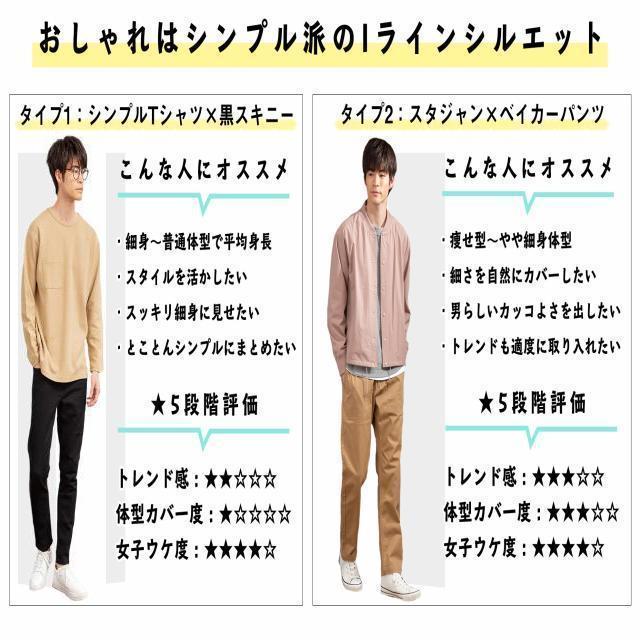 おしゃれはシンプル派のIラインシルエット
タイプ1：シンプルTシャツ×黒スキニー
こんな人にオススメ
・細身～普通体型で平均身長
・スタイルを活かしたい
・スッキリ細身に見せたい
・とことんシンプルにまとめたい
★5段階評価
トレンド感：★★☆☆☆
体型カバー度：★☆☆☆☆
女子ウケ度：★★★★☆
タイプ2：スタジャン×ベイカーパンツ
こんな人にオススメ
・痩せ型～やや細身体型
・細さを自然にカバーしたい
・男らしいカッコよさを出したい
・トレンドも適度に取り入れたい
★5段階評価
トレンド感：★★★☆☆
体型カバー度：★★★☆☆
女子ウケ度：★★★★☆